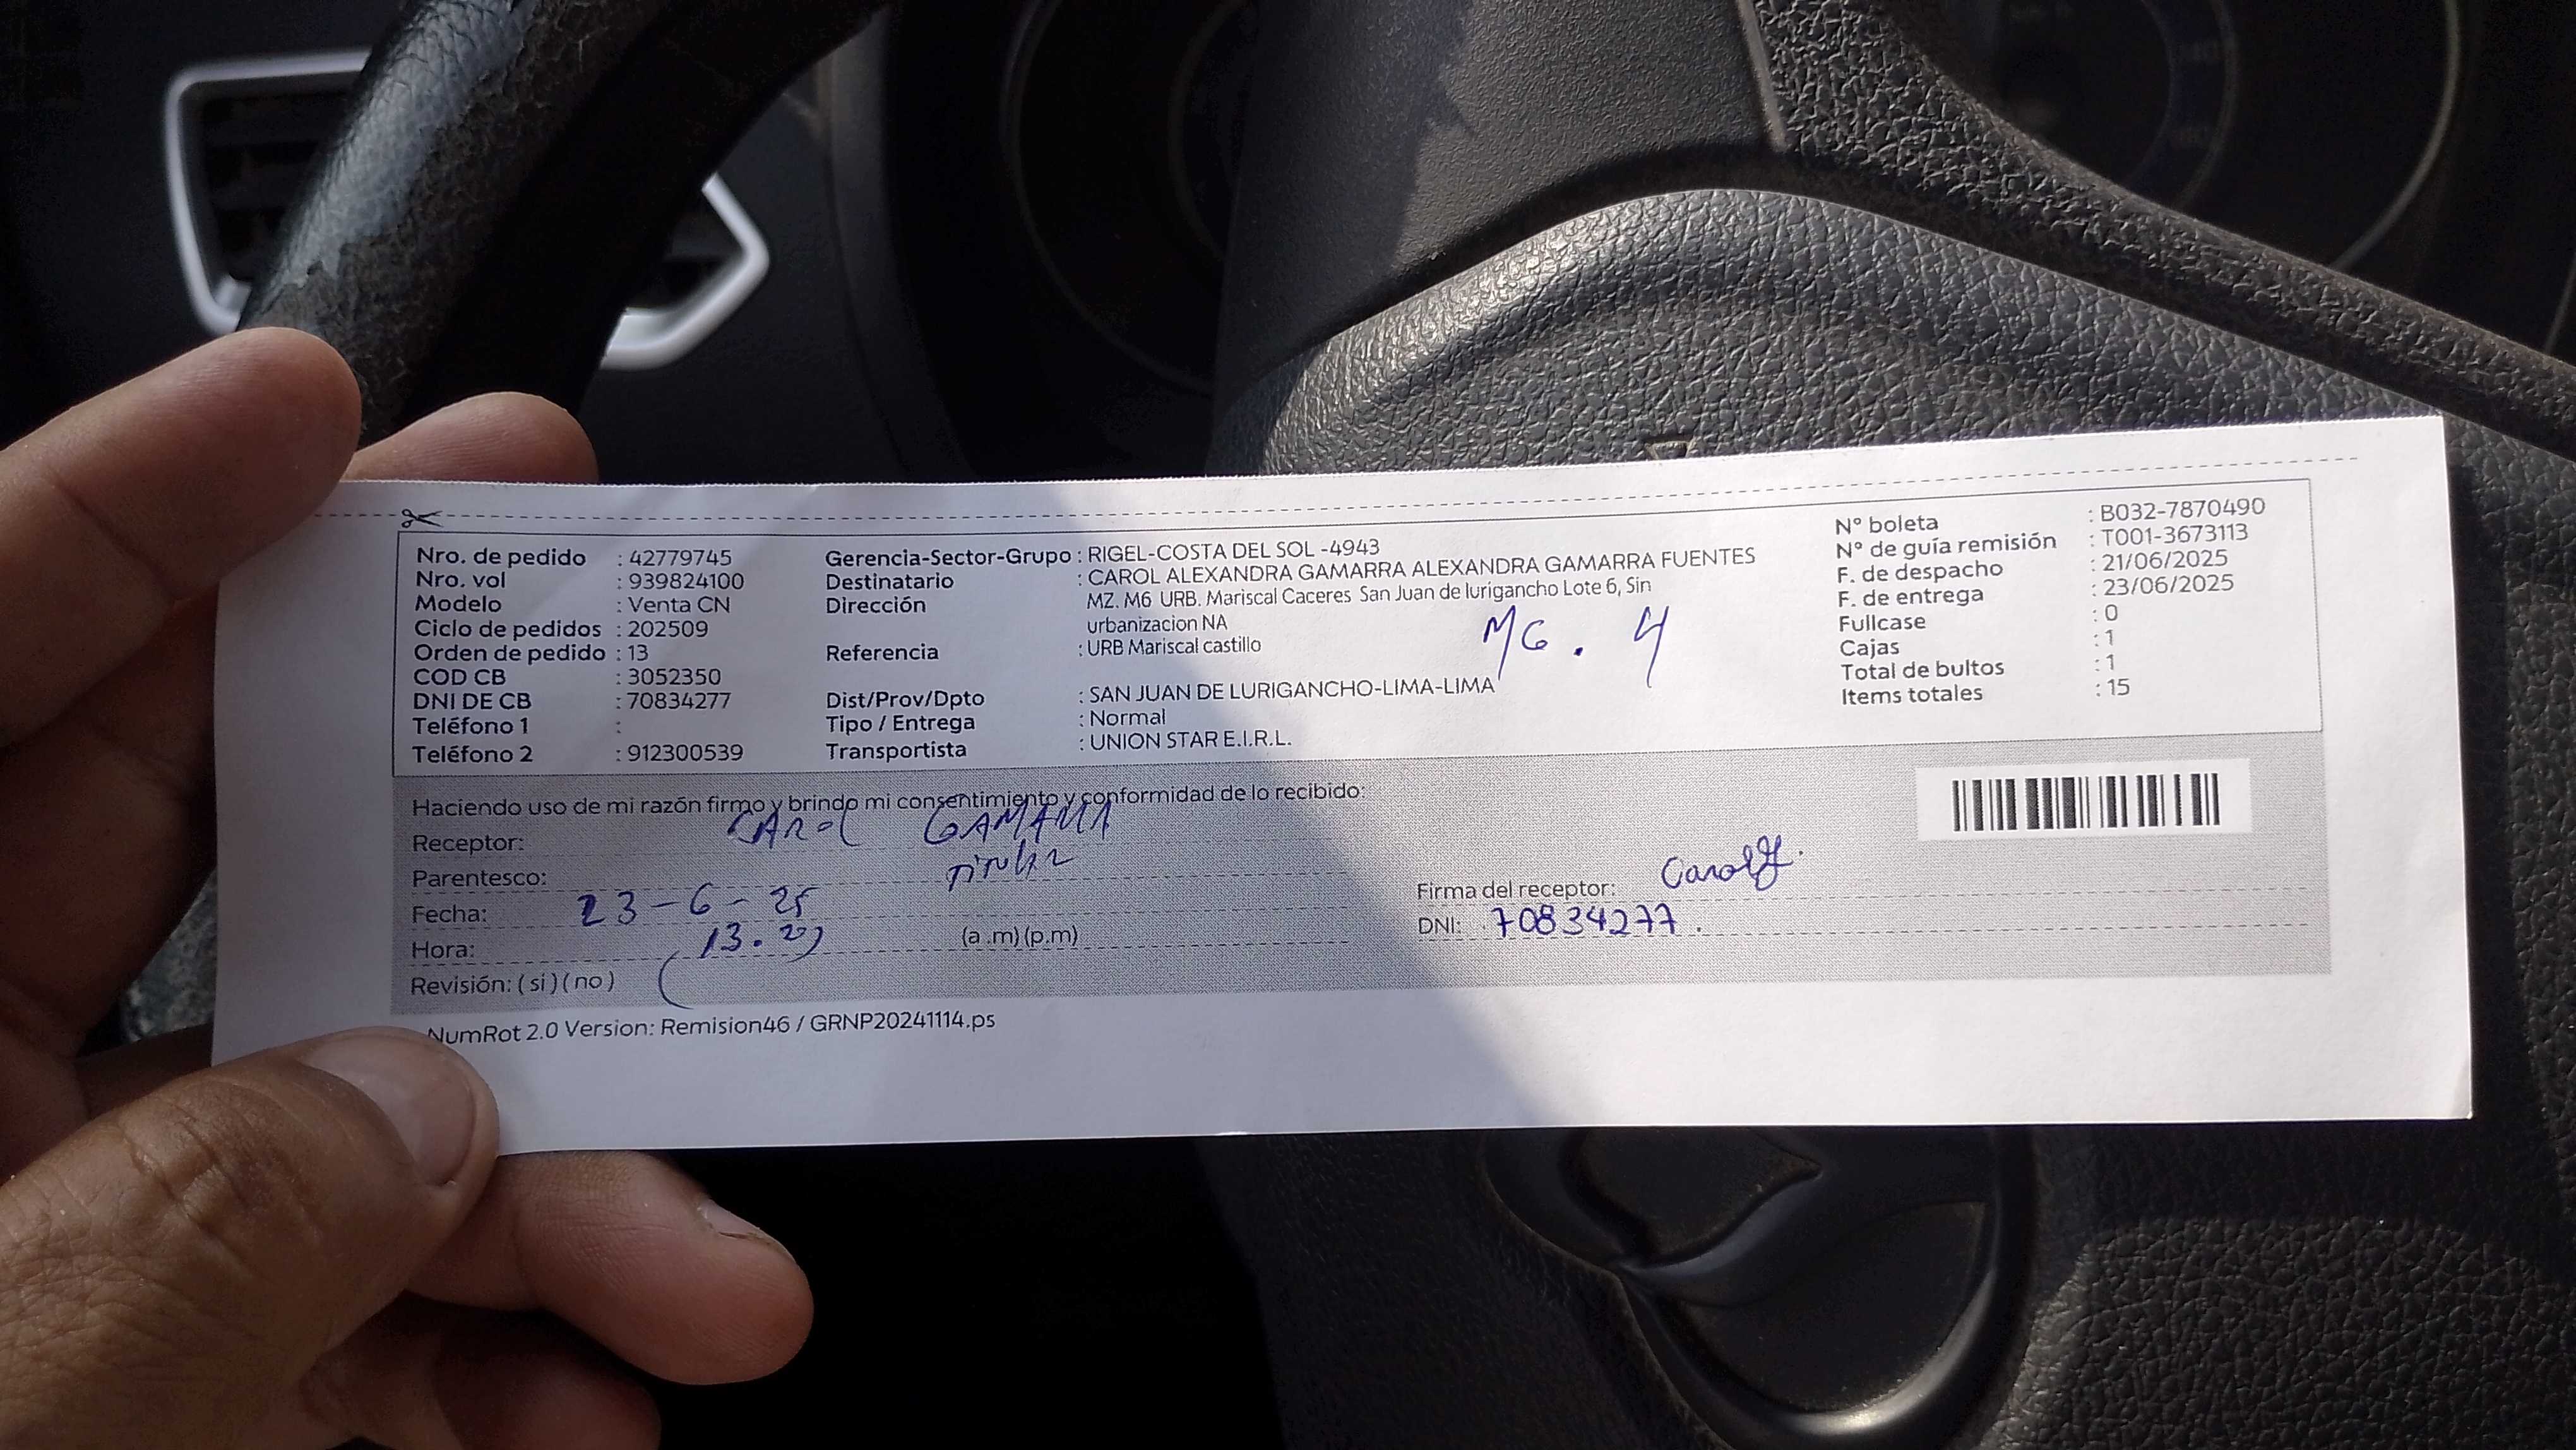 Nro. de pedido : 42779745
Nro. vol : 939824100
Modelo : Venta CN
Ciclo de pedidos : 202509
Orden de pedido : 13
COD CB : 3052350
DNI DE CB : 70834277
Teléfono 1 :
Teléfono 2 : 912300539
Gerencia-Sector-Grupo : RIGEL-COSTA DEL SOL -4943
Destinatario : CAROL ALEXANDRA GAMARRA ALEXANDRA GAMARRA FUENTES
Dirección MZ. M6 URB. Mariscal Caceres San Juan de lurigancho Lote 6, Sin
urbanizacion NA
Referencia : URB Mariscal castillo
M6. 4
Dist/Prov/Dpto : SAN JUAN DE LURIGANCHO-LIMA-LIMA
Tipo / Entrega : Normal
Transportista : UNION STAR E.I.R.L.
N° boleta : B032-7870490
N° de guía remisión : T001-3673113
F. de despacho : 21/06/2025
F. de entrega : 23/06/2025
Fullcase : 0
Cajas : 1
Total de bultos : 1
Items totales : 15
Haciendo uso de mi razón firmo y brindo mi consentimiento y conformidad de lo recibido:
Receptor: CAROL GAMARRA
Parentesco: Titular
Fecha: 23-6-25
Hora: (a.m)(p.m)
Revisión: (si)(no)
Firma del receptor: Carol
DNI: 70834277.
NumRot 2.0 Version: Remision46 / GRNP20241114.ps